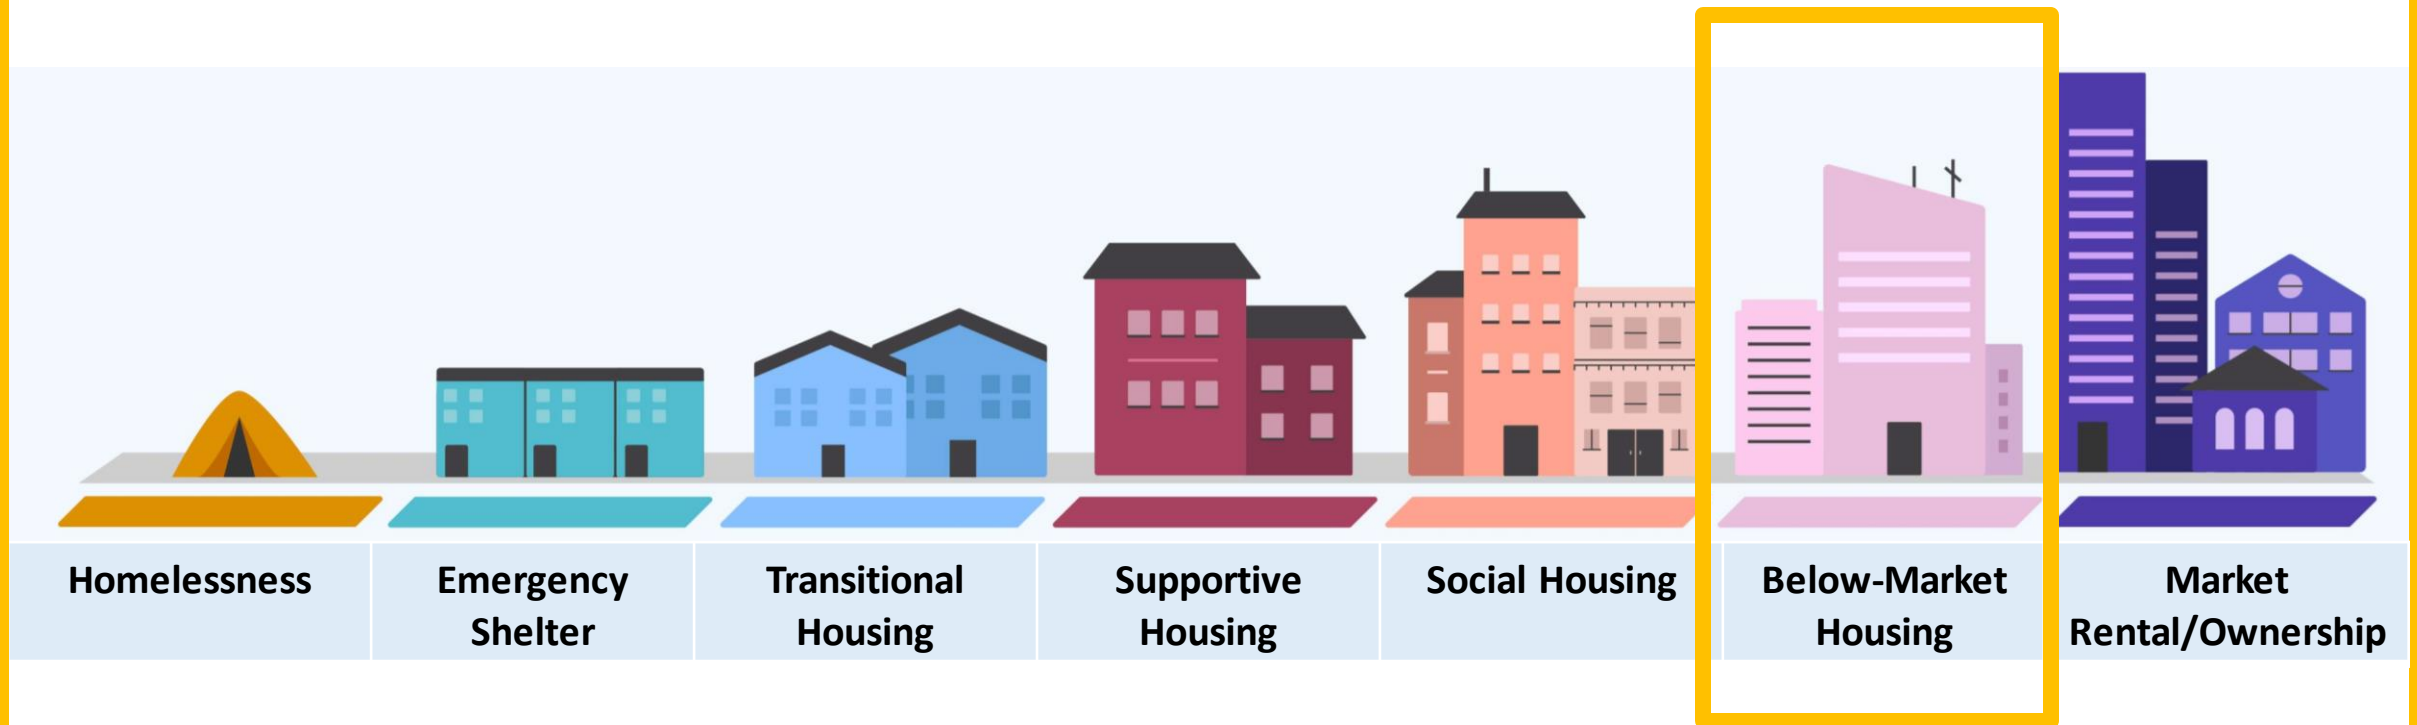 Homelessness
Emergency
Shelter
Transitional
Housing
Supportive
Housing
Social Housing
Below-Market
Housing
Market
Rental/Ownership